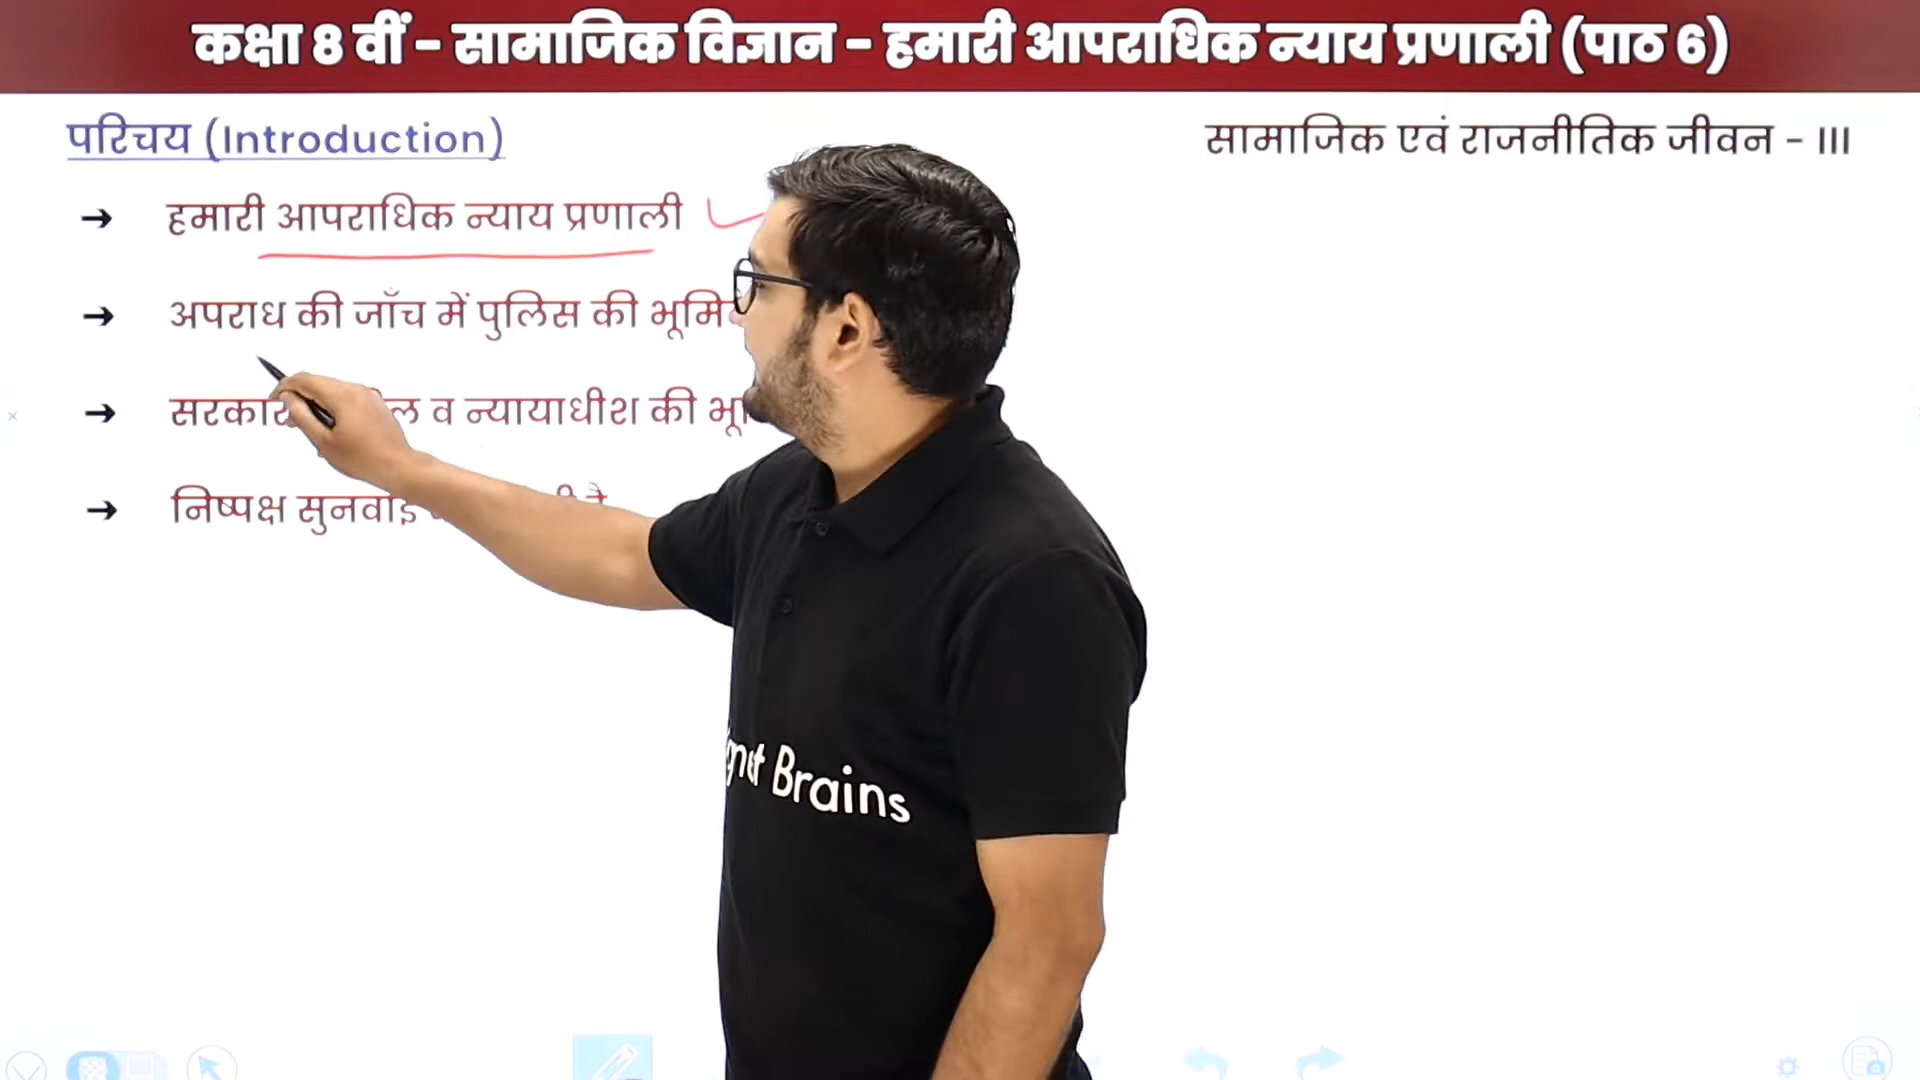 कक्षा 8 वीं - सामाजिक विज्ञान - हमारी आपराधिक न्याय प्रणाली (पाठ 6)
परिचय (Introduction)
सामाजिक एवं राजनीतिक जीवन - III
→ हमारी आपराधिक न्याय प्रणाली
→ अपराध की जाँच में पुलिस की
→ व न्यायाधीश की
→ निष्पक्ष सुनवाई
Brains